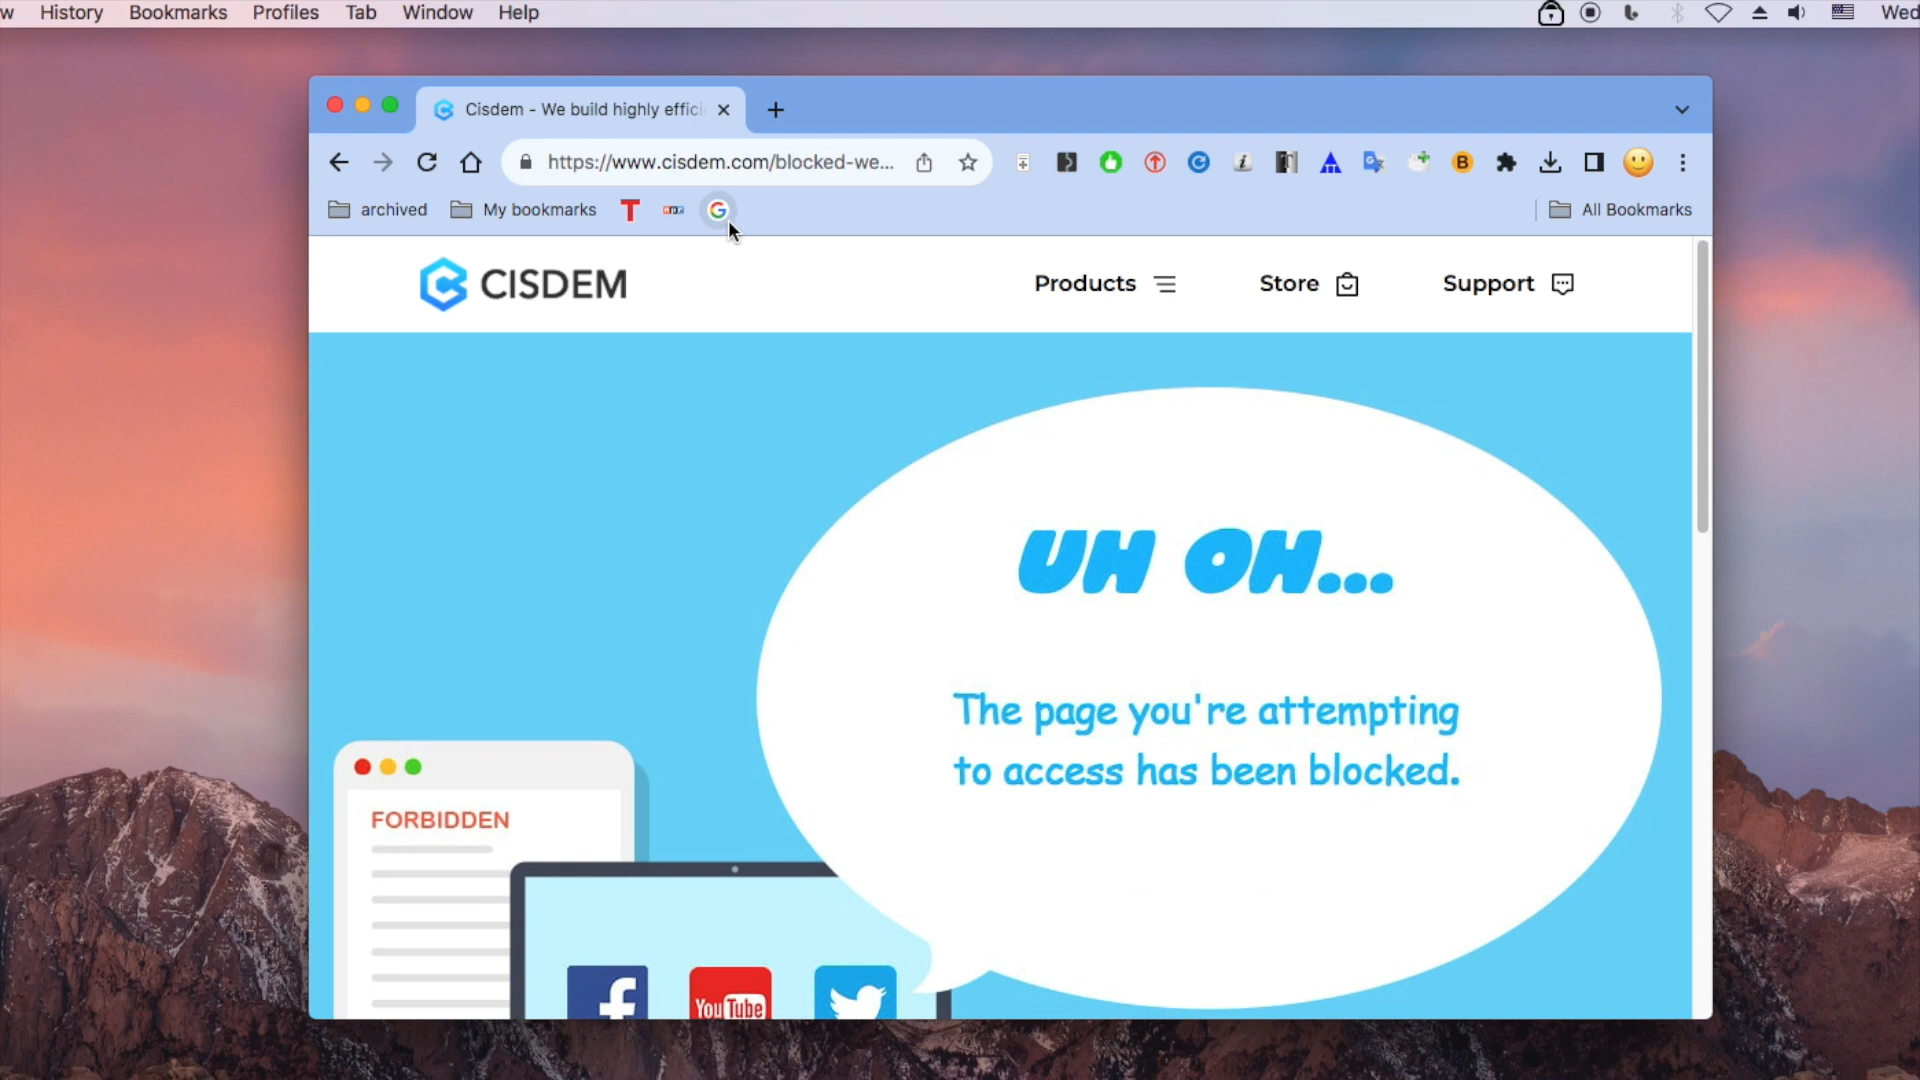 w History Bookmarks Profiles Tab Window Help Wed
Cisdem - We build highly effici
https://www.cisdem.com/blocked-we...
archived My bookmarks T npr G All Bookmarks
CISDEM Products Store Support
UH OH...
The page you're attempting
to access has been blocked.
FORBIDDEN
f YouTube